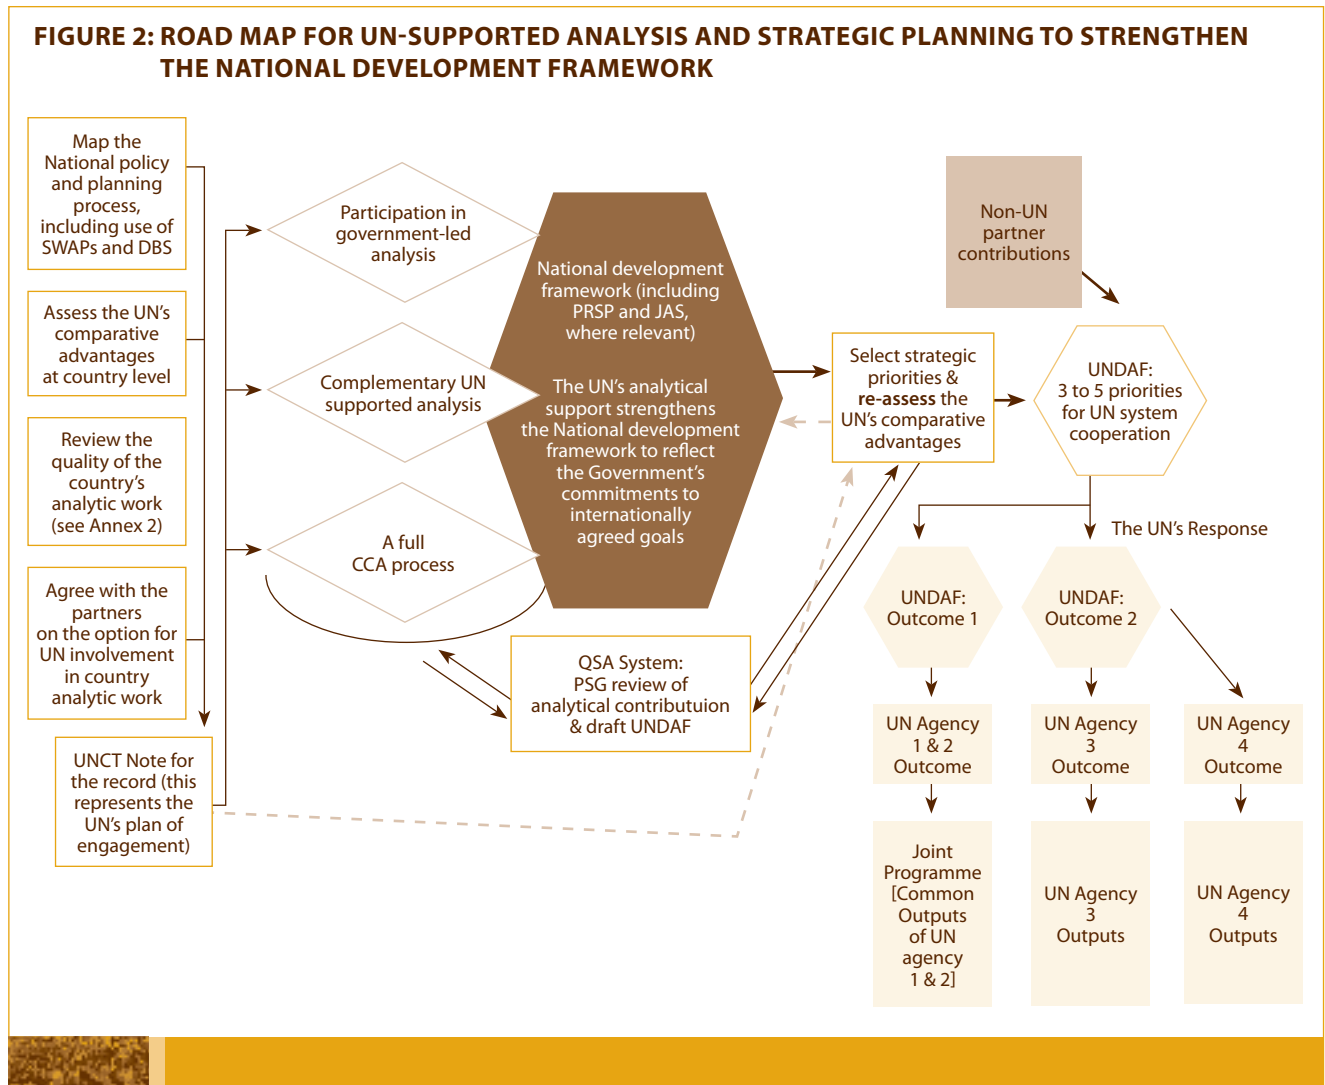 FIGURE 2: ROAD MAP FOR UN-SUPPORTED ANALYSIS AND STRATEGIC PLANNING TO STRENGTHEN
THE NATIONAL DEVELOPMENT FRAMEWORK
Map the
National policy
and planning
process,
including use of
SWAPs and DBS
Assess the UN's
comparative
advantages
at country level
Review the
quality of the
country's
analytic work
(see Annex 2)
Agree with the
partners
on the option for
UN involvement
in country
analytic work
UNCT Note for
the record (this
represents the
UN's plan of
engagement)
Participation in
government-led
analysis
Complementary UN
supported analysis
A full
CCA process
National development
framework (including
PRSP and JAS,
where relevant)
The UN's analytical
support strengthens
the National development
framework to reflect
the Government's
commitments to
internationally
agreed goals
QSA System:
PSG review of
analytical contributuion
& draft UNDAF
Select strategic
priorities &
re-assess the
UN's comparative
advantages
Non-UN
partner
contributions
UNDAF:
3 to 5 priorities
for UN system
cooperation
The UN's Response
UNDAF:
Outcome 1
UNDAF:
Outcome 2
UN Agency
1 & 2
Outcome
UN Agency
3
Outcome
UN Agency
4
Outcome
Joint
Programme
[Common
Outputs
of UN
agency
1 & 2]
UN Agency
3
Outputs
UN Agency
4
Outputs